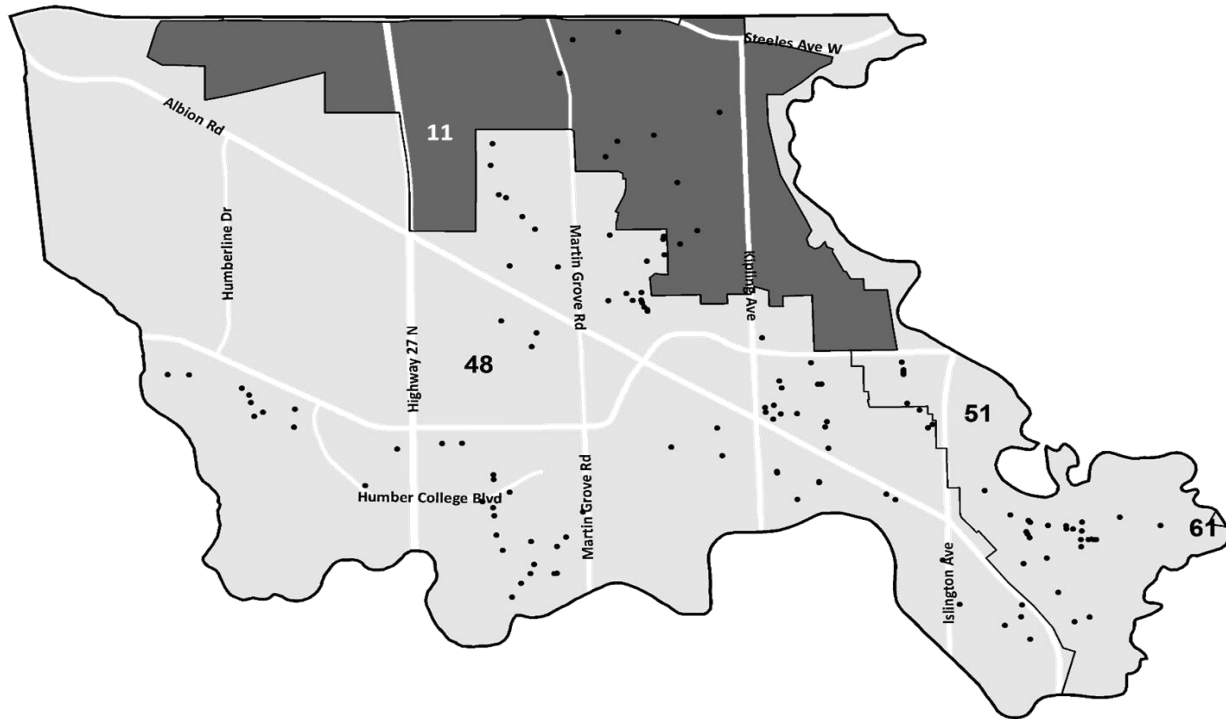 Steeles Ave W
Albion Rd
11
Humberline Dr
Highway 27 N
Martin Grove Rd
Kipling Ave
48
51
Humber College Blvd
Martin Grove Rd
61
Islington Ave